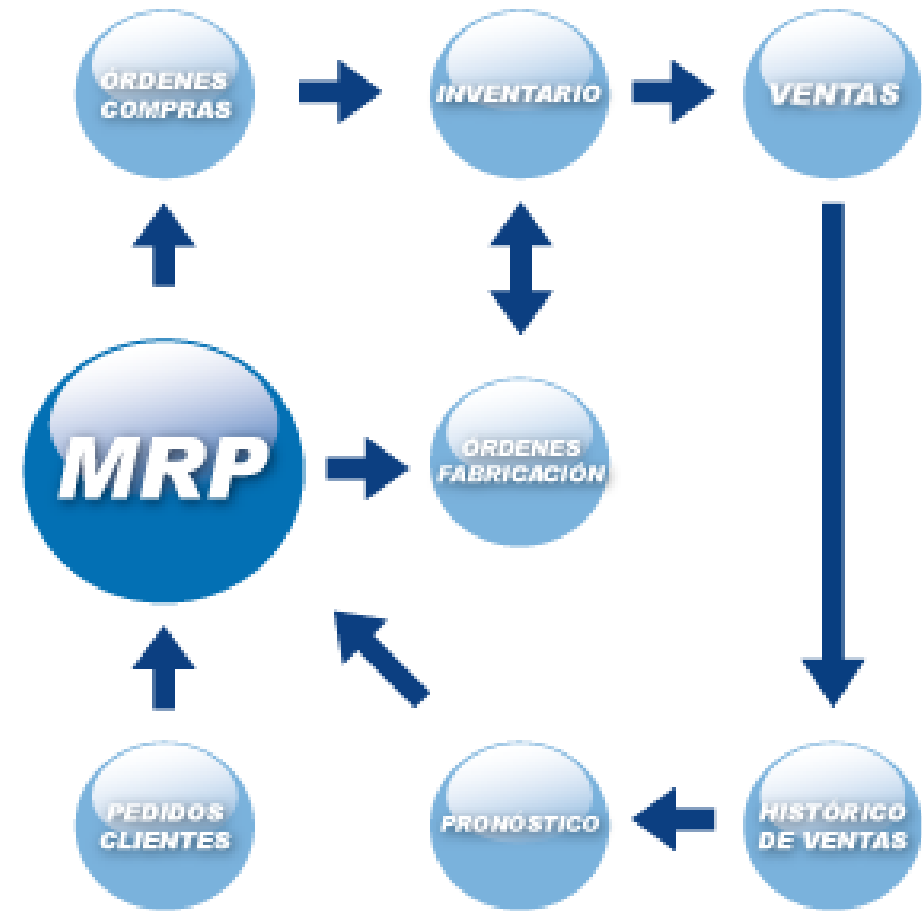 ÓRDENES
COMPRAS
INVENTARIO
VENTAS
MRP
ÓRDENES
FABRICACIÓN
PEDIDOS
CLIENTES
PRONÓSTICO
HISTÓRICO
DE VENTAS